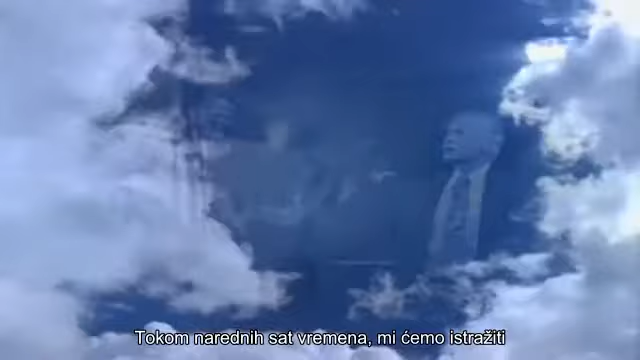 Tokom narednih sat vremena, mi ćemo istražiti